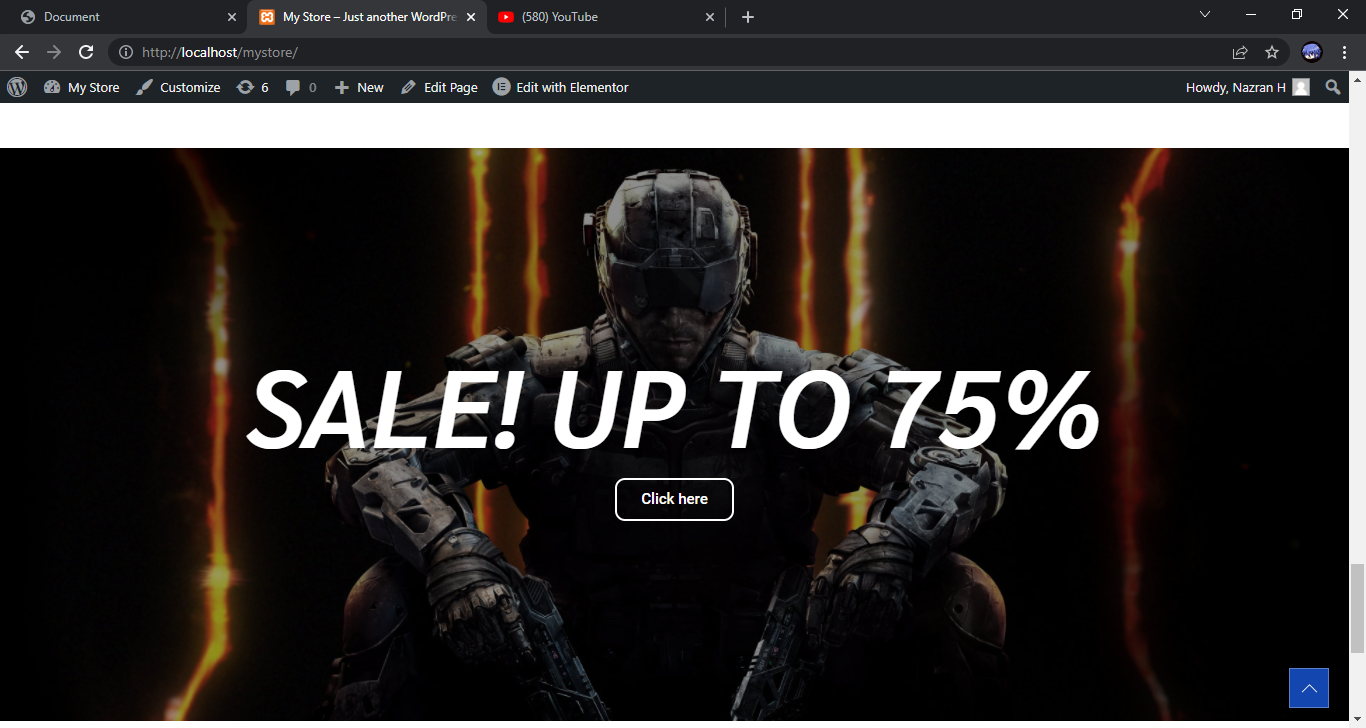 Document
My Store – Just another WordPre
(580) YouTube
http://localhost/mystore/
My Store Customize 6 0 New Edit Page Edit with Elementor Howdy, Nazran H
SALE! UP TO 75%
Click here